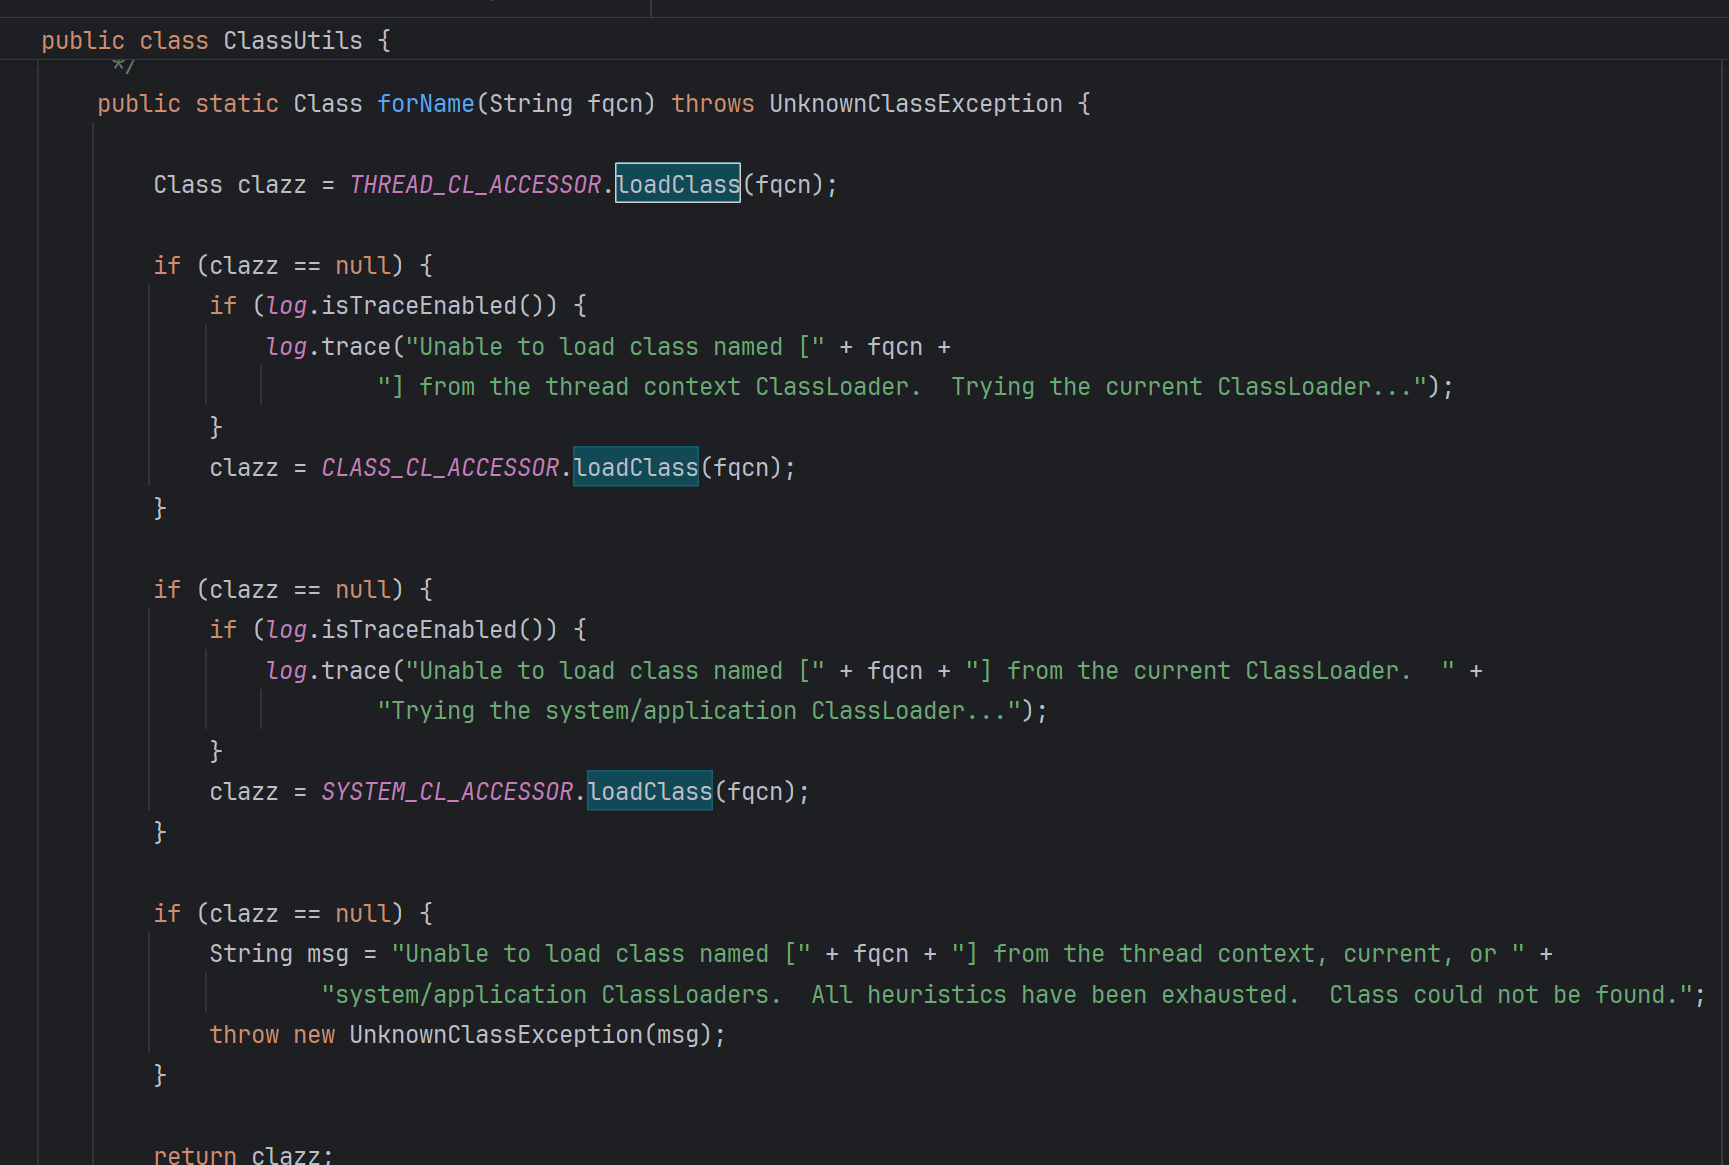 public class ClassUtils {
*/
public static Class forName(String fqcn) throws UnknownClassException {
Class clazz = THREAD_CL_ACCESSOR.loadClass(fqcn);
if (clazz == null) {
if (log.isTraceEnabled()) {
log.trace("Unable to load class named [" + fqcn +
"] from the thread context ClassLoader.  Trying the current ClassLoader...");
}
clazz = CLASS_CL_ACCESSOR.loadClass(fqcn);
}
if (clazz == null) {
if (log.isTraceEnabled()) {
log.trace("Unable to load class named [" + fqcn + "] from the current ClassLoader.  " +
"Trying the system/application ClassLoader...");
}
clazz = SYSTEM_CL_ACCESSOR.loadClass(fqcn);
}
if (clazz == null) {
String msg = "Unable to load class named [" + fqcn + "] from the thread context, current, or " +
"system/application ClassLoaders.  All heuristics have been exhausted.  Class could not be found.";
throw new UnknownClassException(msg);
}
return clazz;